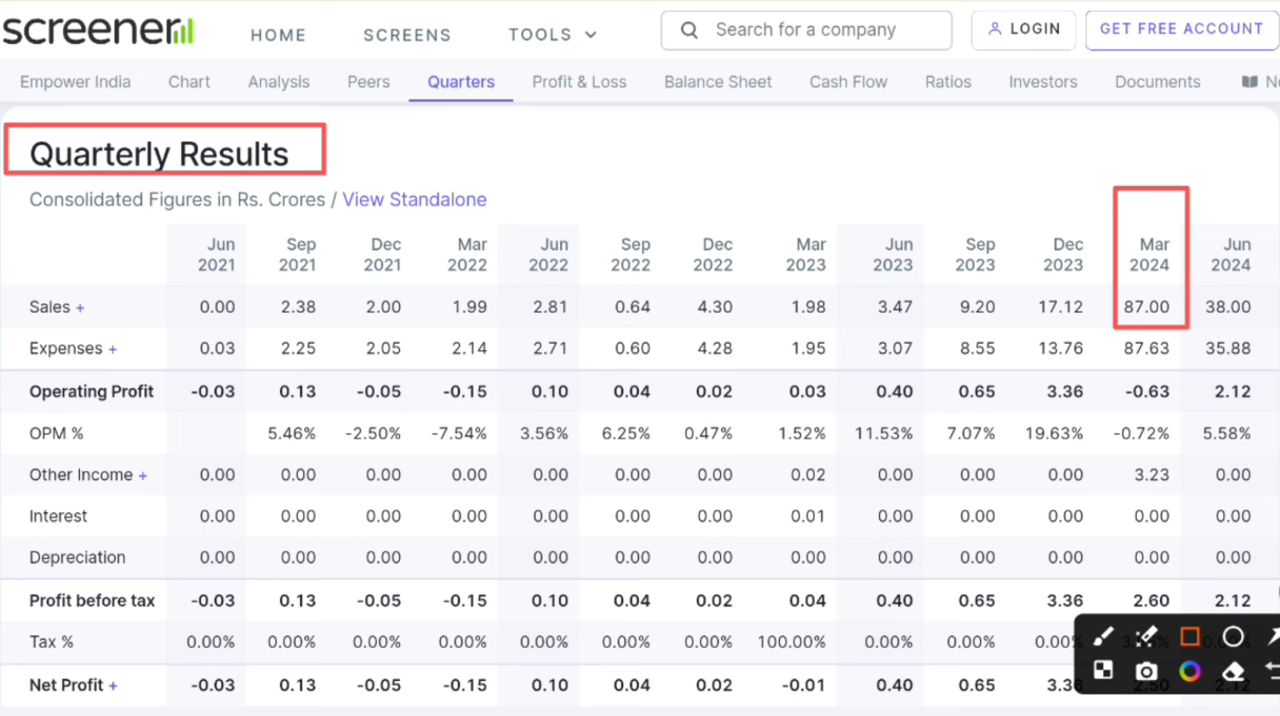 screener
HOME SCREENS TOOLS Search for a company LOGIN GET FREE ACCOUNT
Empower India Chart Analysis Peers Quarters Profit & Loss Balance Sheet Cash Flow Ratios Investors Documents
Quarterly Results
Consolidated Figures in Rs. Crores / View Standalone
Jun Sep Dec Mar Jun Sep Dec Mar Jun Sep Dec Mar Jun
2021 2021 2021 2022 2022 2022 2022 2023 2023 2023 2023 2024 2024
Sales + 0.00 2.38 2.00 1.99 2.81 0.64 4.30 1.98 3.47 9.20 17.12 87.00 38.00
Expenses + 0.03 2.25 2.05 2.14 2.71 0.60 4.28 1.95 3.07 8.55 13.76 87.63 35.88
Operating Profit -0.03 0.13 -0.05 -0.15 0.10 0.04 0.02 0.03 0.40 0.65 3.36 -0.63 2.12
OPM % 5.46% -2.50% -7.54% 3.56% 6.25% 0.47% 1.52% 11.53% 7.07% 19.63% -0.72% 5.58%
Other Income + 0.00 0.00 0.00 0.00 0.00 0.00 0.00 0.02 0.00 0.00 0.00 3.23 0.00
Interest 0.00 0.00 0.00 0.00 0.00 0.00 0.00 0.01 0.00 0.00 0.00 0.00 0.00
Depreciation 0.00 0.00 0.00 0.00 0.00 0.00 0.00 0.00 0.00 0.00 0.00 0.00 0.00
Profit before tax -0.03 0.13 -0.05 -0.15 0.10 0.04 0.02 0.04 0.40 0.65 3.36 2.60 2.12
Tax % 0.00% 0.00% 0.00% 0.00% 0.00% 0.00% 0.00% 100.00% 0.00% 0.00% 0.00%
Net Profit + -0.03 0.13 -0.05 -0.15 0.10 0.04 0.02 -0.01 0.40 0.65 3.36 2.50 2.12